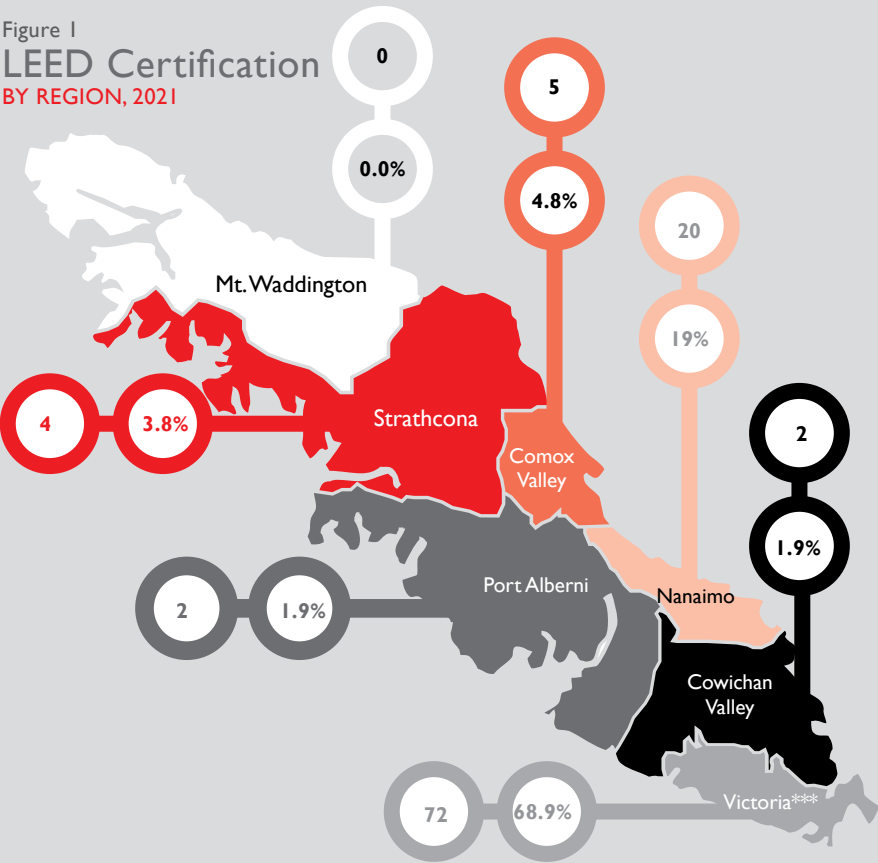 Figure 1
LEED Certification
BY REGION, 2021
0
0.0%
5
4.8%
20
19%
Mt. Waddington
4
3.8%
Strathcona
Comox
Valley
2
1.9%
2
1.9%
Port Alberni
Nanaimo
Cowichan
Valley
72
68.9%
Victoria***